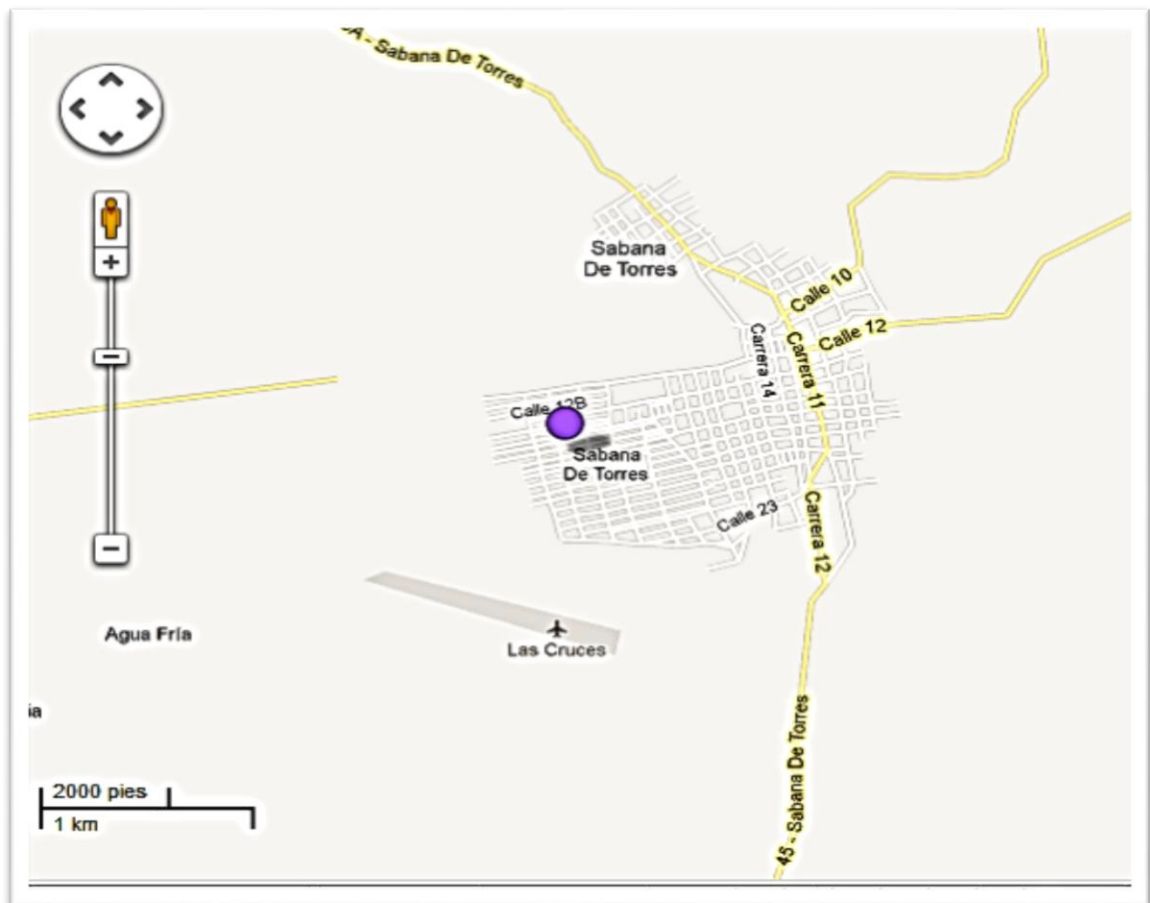 - Sabana De Torres
Sabana
De Torres
Calle 10
Calle 12
Carrera 14
Carrera 11
Calle 12B
Sabana
De Torres
Calle 23
Carrera 12
Agua Fría
Las Cruces
45 - Sabana De Torres
2000 pies
1 km